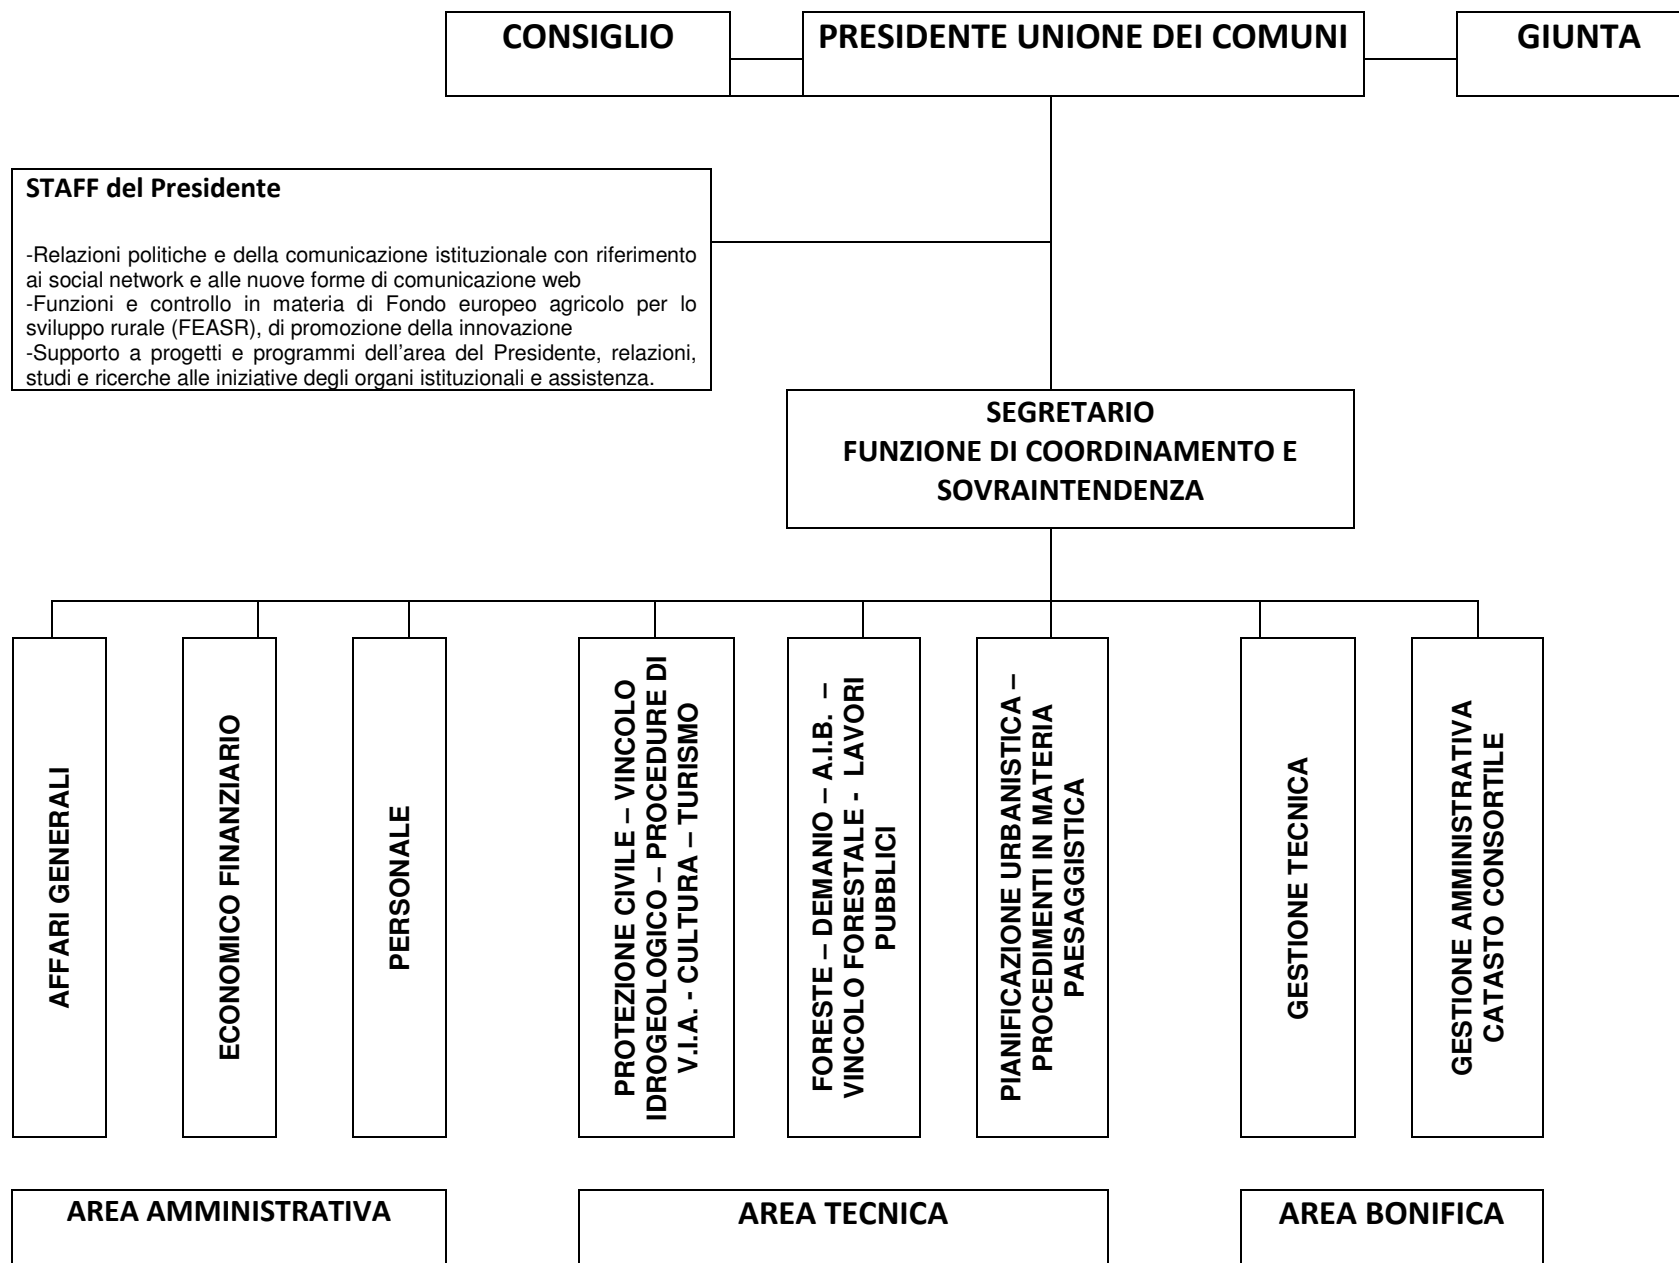 CONSIGLIO
PRESIDENTE UNIONE DEI COMUNI
GIUNTA
STAFF del Presidente
-Relazioni politiche e della comunicazione istituzionale con riferimento
ai social network e alle nuove forme di comunicazione web
-Funzioni e controllo in materia di Fondo europeo agricolo per lo
sviluppo rurale (FEASR), di promozione della innovazione
-Supporto a progetti e programmi dell’area del Presidente, relazioni,
studi e ricerche alle iniziative degli organi istituzionali e assistenza.
SEGRETARIO
FUNZIONE DI COORDINAMENTO E
SOVRAINTENDENZA
AFFARI GENERALI
ECONOMICO FINANZIARIO
PERSONALE
PROTEZIONE CIVILE – VINCOLO
IDROGEOLOGICO – PROCEDURE DI
V.I.A. - CULTURA – TURISMO
FORESTE – DEMANIO – A.I.B. –
VINCOLO FORESTALE - LAVORI
PUBBLICI
PIANIFICAZIONE URBANISTICA –
PROCEDIMENTI IN MATERIA
PAESAGGISTICA
GESTIONE TECNICA
GESTIONE AMMINISTRATIVA
CATASTO CONSORTILE
AREA AMMINISTRATIVA
AREA TECNICA
AREA BONIFICA